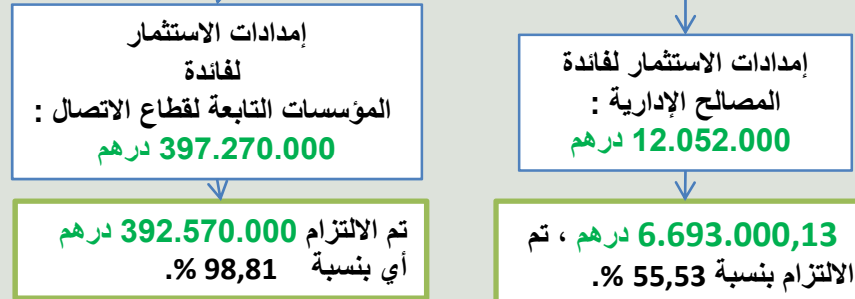 إمدادات الاستثمار لفائدة
المصالح الإدارية :
12.052.000 درهم
6.693.000,13 درهم ، تم
الالتزام بنسبة 55,53 %.
إمدادات الاستثمار
لفائدة
المؤسسات التابعة لقطاع الاتصال :
397.270.000 درهم
تم الالتزام 392.570.000 درهم
أي بنسبة 98,81 %.